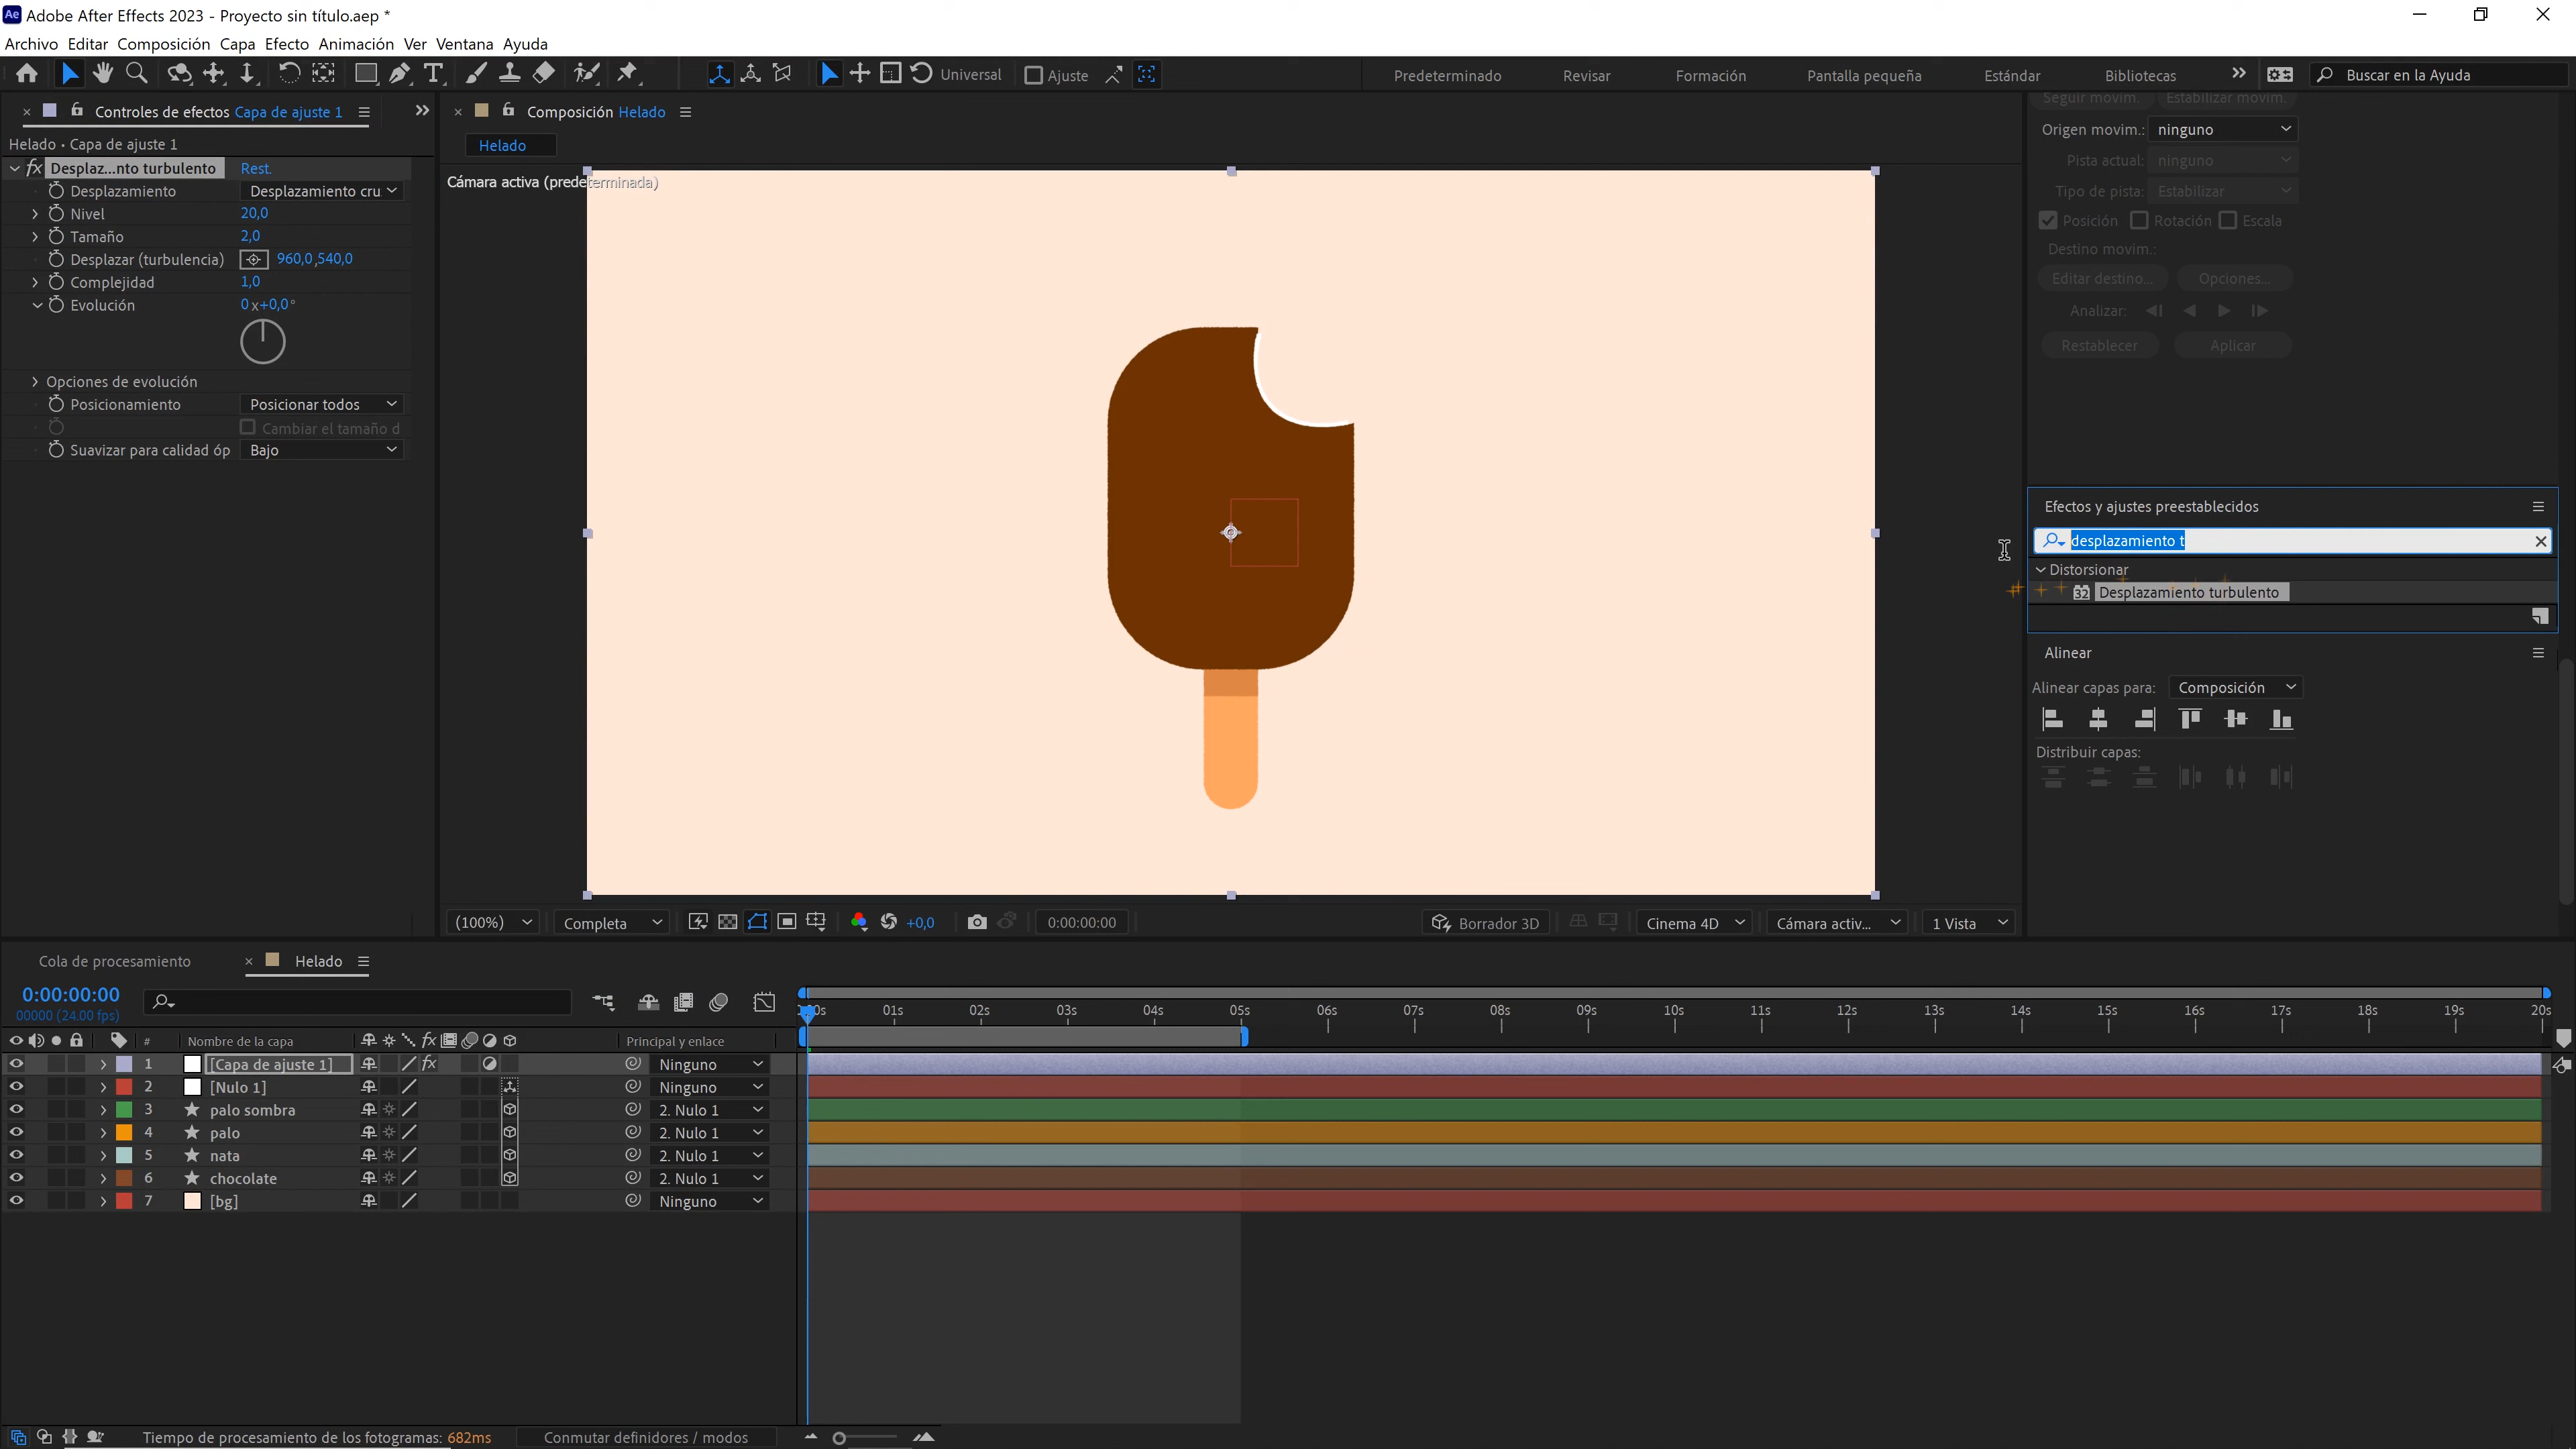 Adobe After Effects 2023 - Proyecto sin título.aep *
Archivo Editar Composición Capa Efecto Animación Ver Ventana Ayuda
Universal Ajuste Predeterminado Revisar Formación Pantalla pequeña Estándar Bibliotecas Buscar en la Ayuda
Controles de efectos Capa de ajuste 1
Helado • Capa de ajuste 1
fx Desplaz...nto turbulento Rest.
Desplazamiento Desplazamiento cru
Nivel 20,0
Tamaño 2,0
Desplazar (turbulencia) 960,0,540,0
Complejidad 1,0
Evolución 0x+0,0°
Opciones de evolución
Posicionamiento Posicionar todos
Cambiar el tamaño d
Suavizar para calidad óp Bajo
Composición Helado
Helado
Cámara activa (predeterminada)
(100%) Completa +0,0 0:00:00:00 Borrador 3D Cinema 4D Cámara activ... 1 Vista
Seguir movim. Estabilizar movim.
Origen movim.: ninguno
Pista actual: ninguno
Tipo de pista: Estabilizar
Posición Rotación Escala
Destino movim.:
Editar destino... Opciones...
Analizar:
Restablecer Aplicar
Efectos y ajustes preestablecidos
desplazamiento t
Distorsionar
32 Desplazamiento turbulento
Alinear
Alinear capas para: Composición
Distribuir capas:
Cola de procesamiento Helado
0:00:00:00
00000 (24.00 fps)
0s 01s 02s 03s 04s 05s 06s 07s 08s 09s 10s 11s 12s 13s 14s 15s 16s 17s 18s 19s 20s
# Nombre de la capa fx Principal y enlace
1 [Capa de ajuste 1] fx Ninguno
2 [Nulo 1] Ninguno
3 palo sombra 2. Nulo 1
4 palo 2. Nulo 1
5 nata 2. Nulo 1
6 chocolate 2. Nulo 1
7 [bg] Ninguno
Tiempo de procesamiento de los fotogramas: 682ms Conmutar definidores / modos